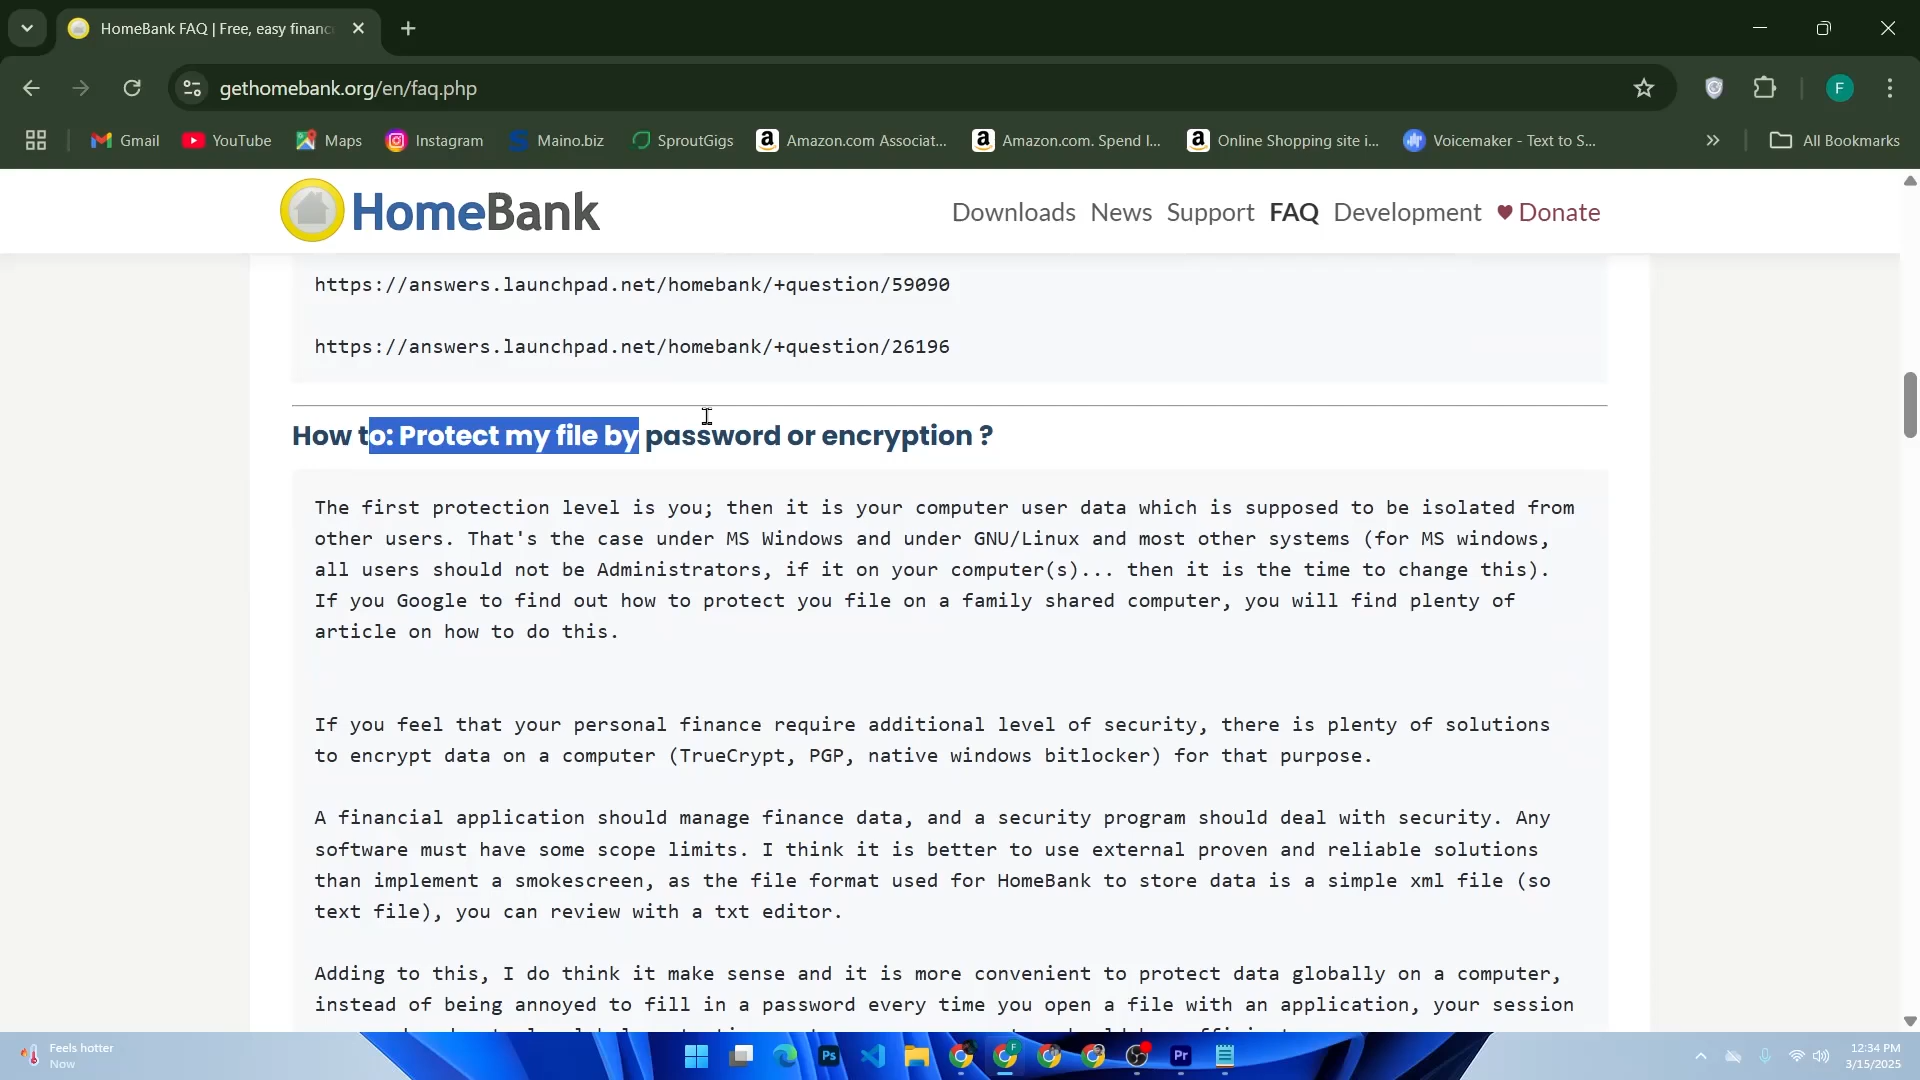 HomeBank FAQ | Free, easy financ
gethomebank.org/en/faq.php
F
Gmail
YouTube
Maps
Instagram
Maino.biz
SproutGigs
Amazon.com Associat...
Amazon.com. Spend l...
Online Shopping site i...
Voicemaker - Text to S...
All Bookmarks
HomeBank
Downloads News Support FAQ Development Donate
https://answers.launchpad.net/homebank/+question/59090
https://answers.launchpad.net/homebank/+question/26196
How to: Protect my file by password or encryption ?
The first protection level is you; then it is your computer user data which is supposed to be isolated from
other users. That's the case under MS Windows and under GNU/Linux and most other systems (for MS windows,
all users should not be Administrators, if it on your computer(s)... then it is the time to change this).
If you Google to find out how to protect you file on a family shared computer, you will find plenty of
article on how to do this.
If you feel that your personal finance require additional level of security, there is plenty of solutions
to encrypt data on a computer (TrueCrypt, PGP, native windows bitlocker) for that purpose.
A financial application should manage finance data, and a security program should deal with security. Any
software must have some scope limits. I think it is better to use external proven and reliable solutions
than implement a smokescreen, as the file format used for HomeBank to store data is a simple xml file (so
text file), you can review with a txt editor.
Adding to this, I do think it make sense and it is more convenient to protect data globally on a computer,
instead of being annoyed to fill in a password every time you open a file with an application, your session
Feels hotter
Now
Ps
F
Pr
12:34 PM
3/15/2025